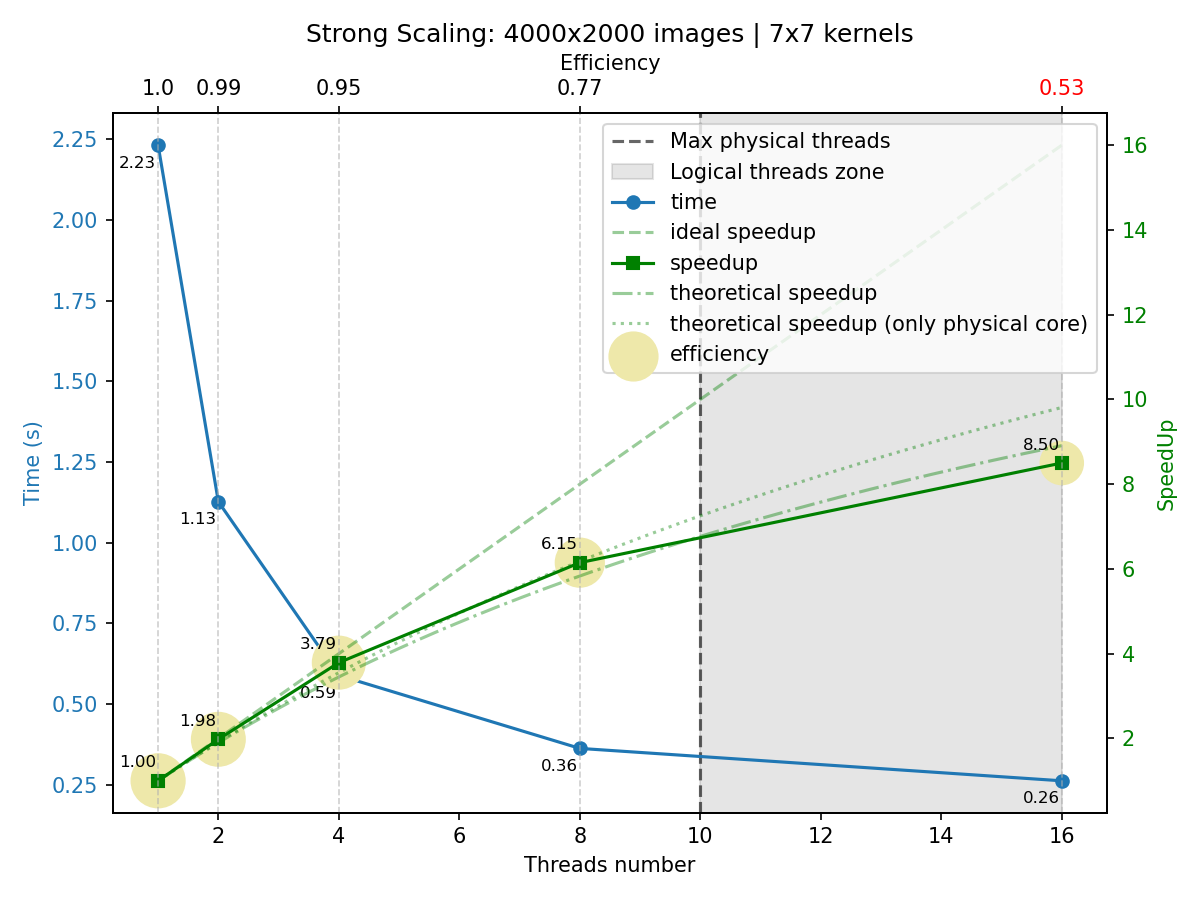 Strong Scaling: 4000x2000 images | 7x7 kernels
Efficiency
1.0 0.99 0.95 0.77 0.53
Max physical threads
Logical threads zone
time
ideal speedup
speedup
theoretical speedup
theoretical speedup (only physical core)
efficiency
Time (s)
2.25
2.00
1.75
1.50
1.25
1.00
0.75
0.50
0.25
SpeedUp
16
14
12
10
8
6
4
2
2.23
1.13
0.59
0.36
0.26
1.00
1.98
3.79
6.15
8.50
2 4 6 8 10 12 14 16
Threads number